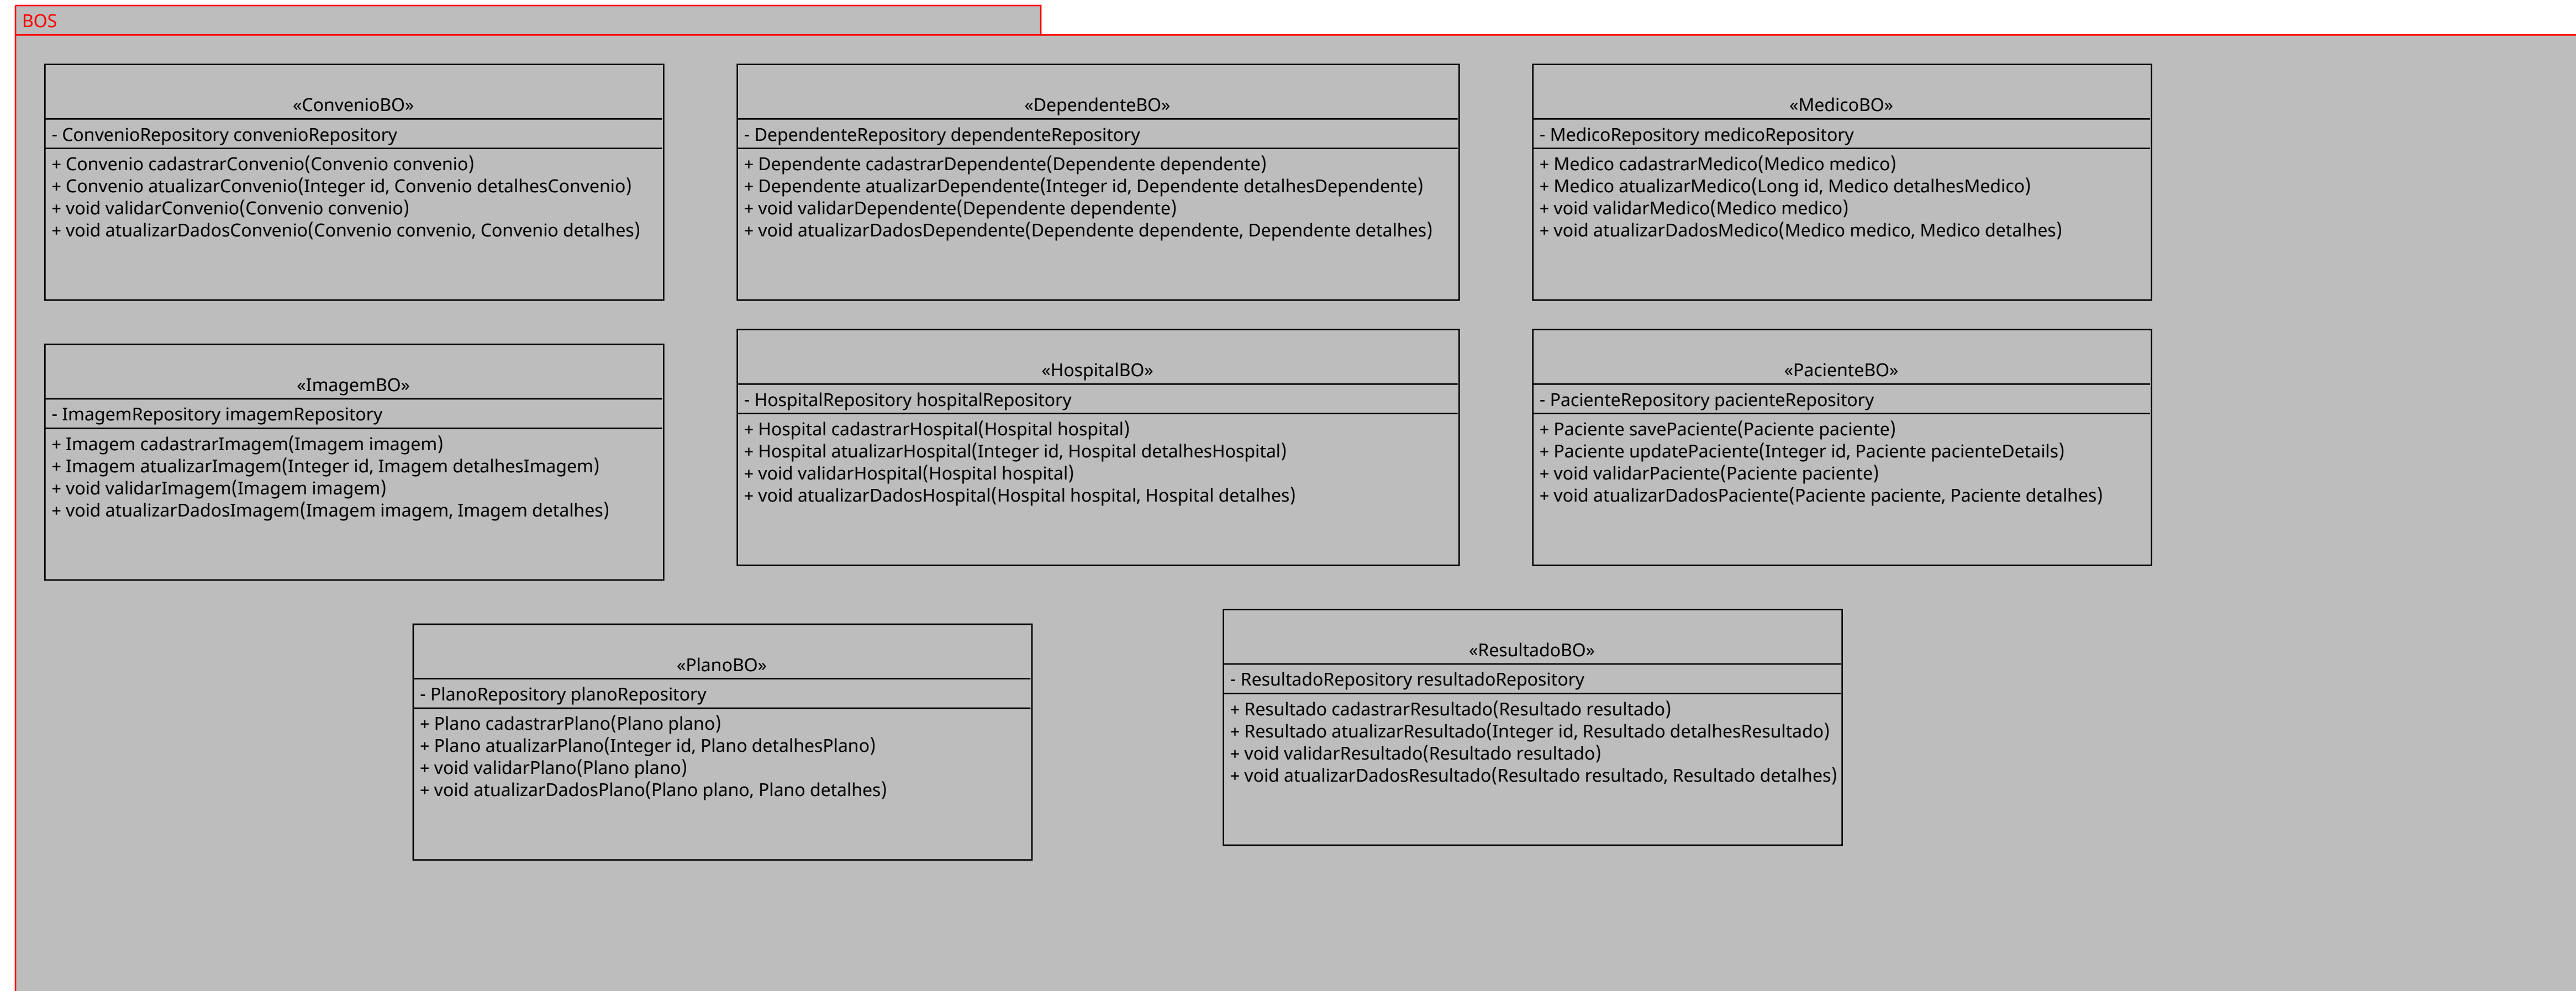 BOS
«ConvenioBO»
- ConvenioRepository convenioRepository
+ Convenio cadastrarConvenio(Convenio convenio)
+ Convenio atualizarConvenio(Integer id, Convenio detalhesConvenio)
+ void validarConvenio(Convenio convenio)
+ void atualizarDadosConvenio(Convenio convenio, Convenio detalhes)
«DependenteBO»
- DependenteRepository dependenteRepository
+ Dependente cadastrarDependente(Dependente dependente)
+ Dependente atualizarDependente(Integer id, Dependente detalhesDependente)
+ void validarDependente(Dependente dependente)
+ void atualizarDadosDependente(Dependente dependente, Dependente detalhes)
«MedicoBO»
- MedicoRepository medicoRepository
+ Medico cadastrarMedico(Medico medico)
+ Medico atualizarMedico(Long id, Medico detalhesMedico)
+ void validarMedico(Medico medico)
+ void atualizarDadosMedico(Medico medico, Medico detalhes)
«ImagemBO»
- ImagemRepository imagemRepository
+ Imagem cadastrarImagem(Imagem imagem)
+ Imagem atualizarImagem(Integer id, Imagem detalhesImagem)
+ void validarImagem(Imagem imagem)
+ void atualizarDadosImagem(Imagem imagem, Imagem detalhes)
«HospitalBO»
- HospitalRepository hospitalRepository
+ Hospital cadastrarHospital(Hospital hospital)
+ Hospital atualizarHospital(Integer id, Hospital detalhesHospital)
+ void validarHospital(Hospital hospital)
+ void atualizarDadosHospital(Hospital hospital, Hospital detalhes)
«PacienteBO»
- PacienteRepository pacienteRepository
+ Paciente savePaciente(Paciente paciente)
+ Paciente updatePaciente(Integer id, Paciente pacienteDetails)
+ void validarPaciente(Paciente paciente)
+ void atualizarDadosPaciente(Paciente paciente, Paciente detalhes)
«PlanoBO»
- PlanoRepository planoRepository
+ Plano cadastrarPlano(Plano plano)
+ Plano atualizarPlano(Integer id, Plano detalhesPlano)
+ void validarPlano(Plano plano)
+ void atualizarDadosPlano(Plano plano, Plano detalhes)
«ResultadoBO»
- ResultadoRepository resultadoRepository
+ Resultado cadastrarResultado(Resultado resultado)
+ Resultado atualizarResultado(Integer id, Resultado detalhesResultado)
+ void validarResultado(Resultado resultado)
+ void atualizarDadosResultado(Resultado resultado, Resultado detalhes)